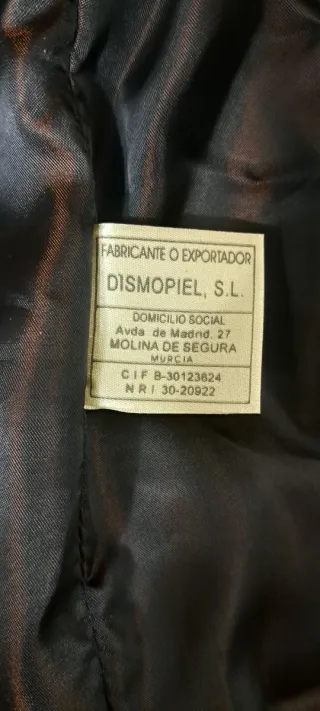 FABRICANTE O EXPORTADOR
DISMOPIEL, S.L.
DOMICILIO SOCIAL
Avda. de Madrid, 27
MOLINA DE SEGURA
MURCIA
C I F B-30123624
N R I 30-20922